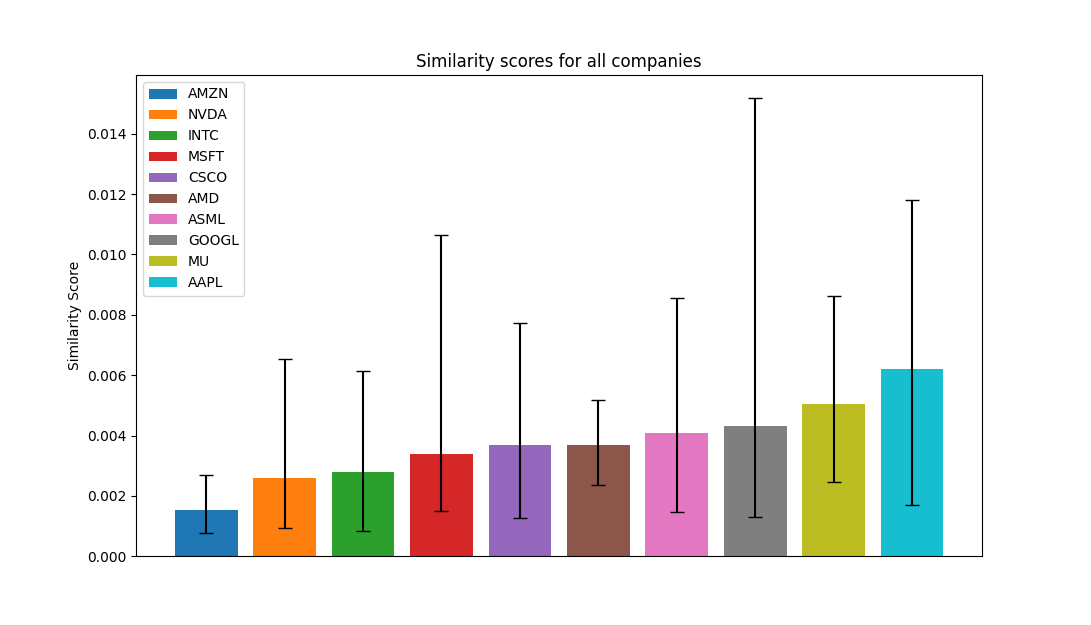 Similarity scores for all companies
AMZN
NVDA
INTC
MSFT
CSCO
AMD
ASML
GOOGL
MU
AAPL
0.014
0.012
0.010
0.008
0.006
0.004
0.002
0.000
Similarity Score